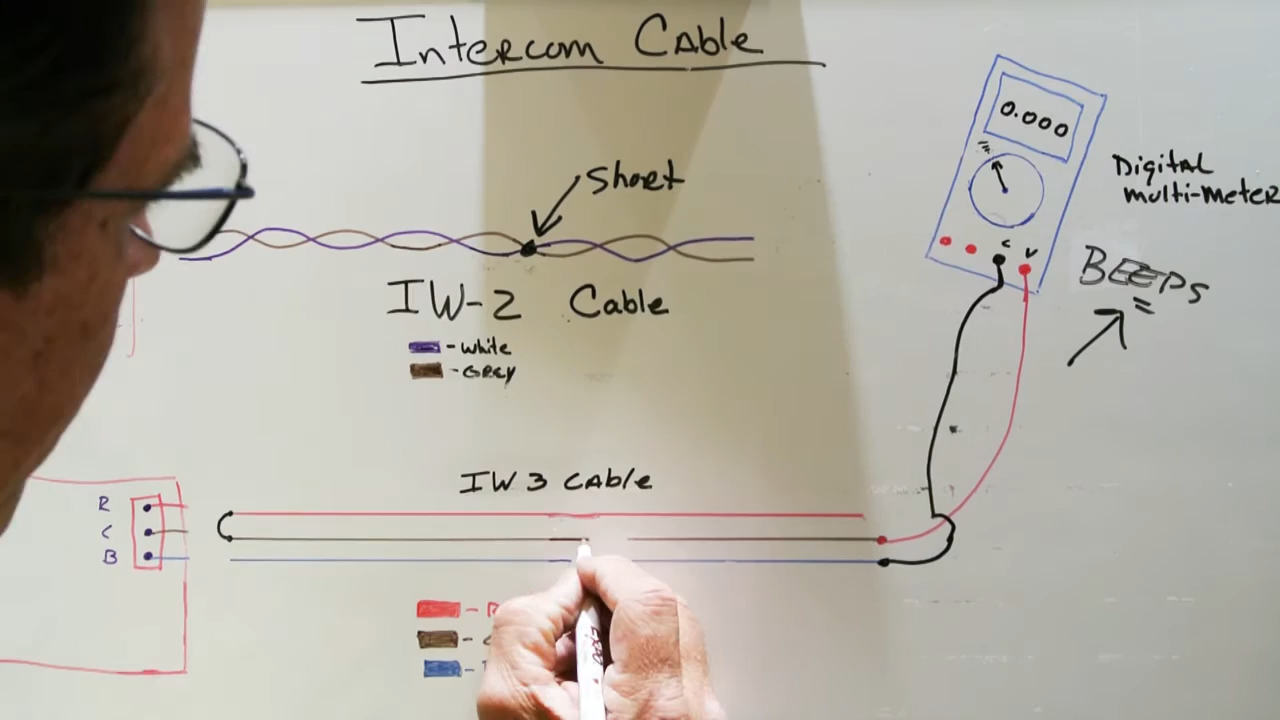 Intercom Cable
0.000
Digital
multi-meter
short
C V
BEEPS
IW-2 Cable
- White
- Grey
IW 3 Cable
R
C
B